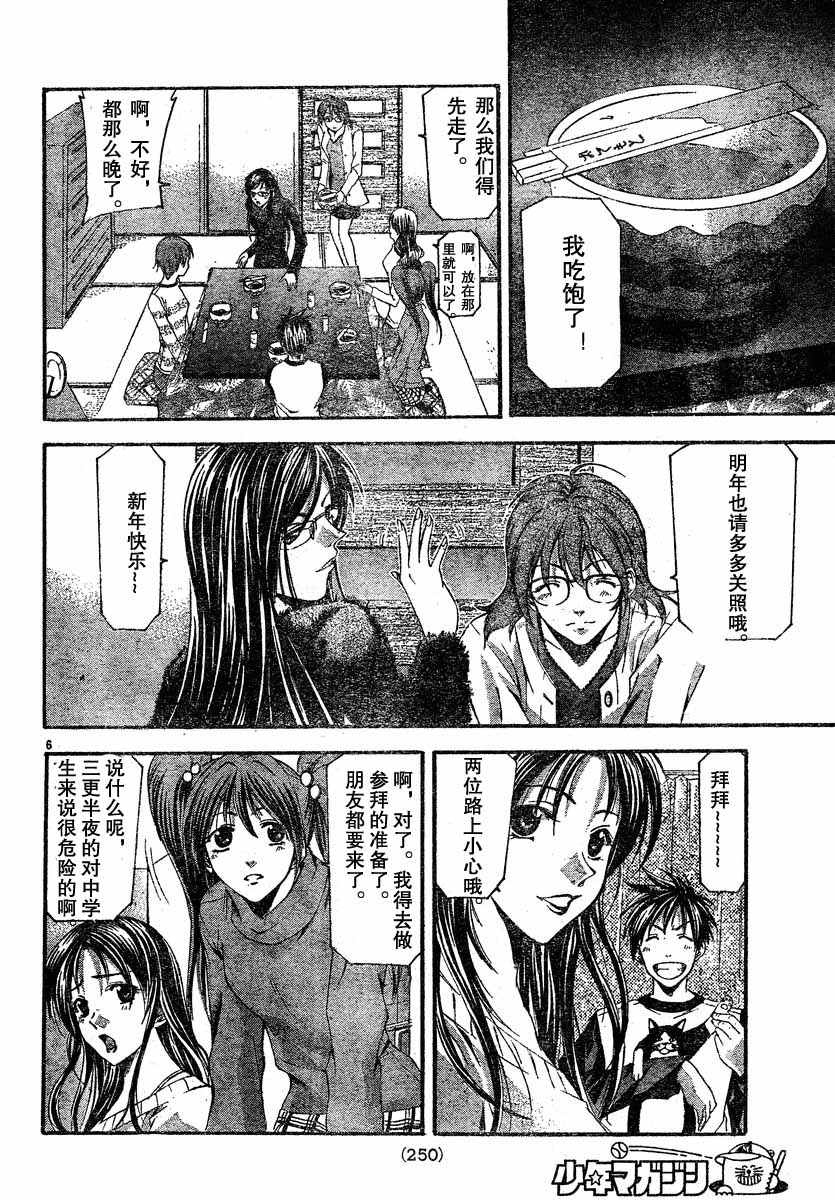 我吃饱了！
那么我们得
先走了。
啊，不好，
都那么晚了。
啊，放在那
里就可以了。
明年也请多多关照哦。
新年快乐~~
6
拜拜~~~~~
两位路上小心哦。
啊，对了。我得去做
参拜的准备了。
朋友都要来了。
说什么呢，
三更半夜的对中学
生来说很危险的啊。
(250)
少年マガジン